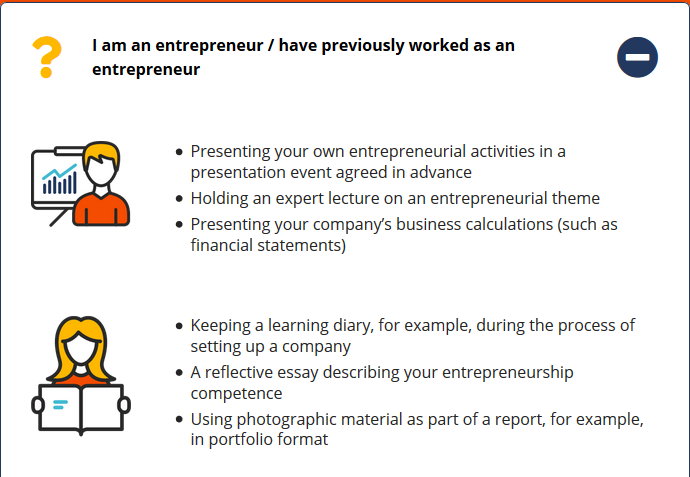 I am an entrepreneur / have previously worked as an
entrepreneur
● Presenting your own entrepreneurial activities in a
presentation event agreed in advance
● Holding an expert lecture on an entrepreneurial theme
● Presenting your company’s business calculations (such as
financial statements)
● Keeping a learning diary, for example, during the process of
setting up a company
● A reflective essay describing your entrepreneurship
competence
● Using photographic material as part of a report, for example,
in portfolio format